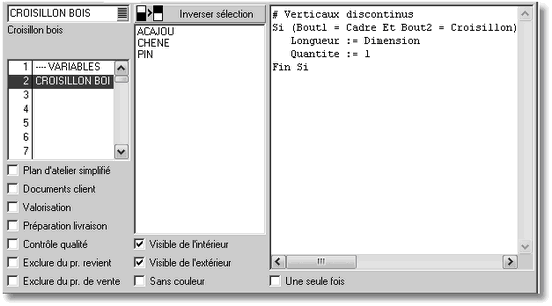 CROISILLON BOIS
Croisillon bois
1 ---- VARIABLES
2 CROISILLON BOI
3
4
5
6
7
Plan d'atelier simplifié
Documents client
Valorisation
Préparation livraison
Contrôle qualité
Exclure du pr. revient
Exclure du pr. de vente
Inverser sélection
ACAJOU
CHENE
PIN
Visible de l'intérieur
Visible de l'extérieur
Sans couleur
# Verticaux discontinus
Si (Bout1 = Cadre Et Bout2 = Croisillon)
Longueur := Dimension
Quantite := 1
Fin Si
Une seule fois